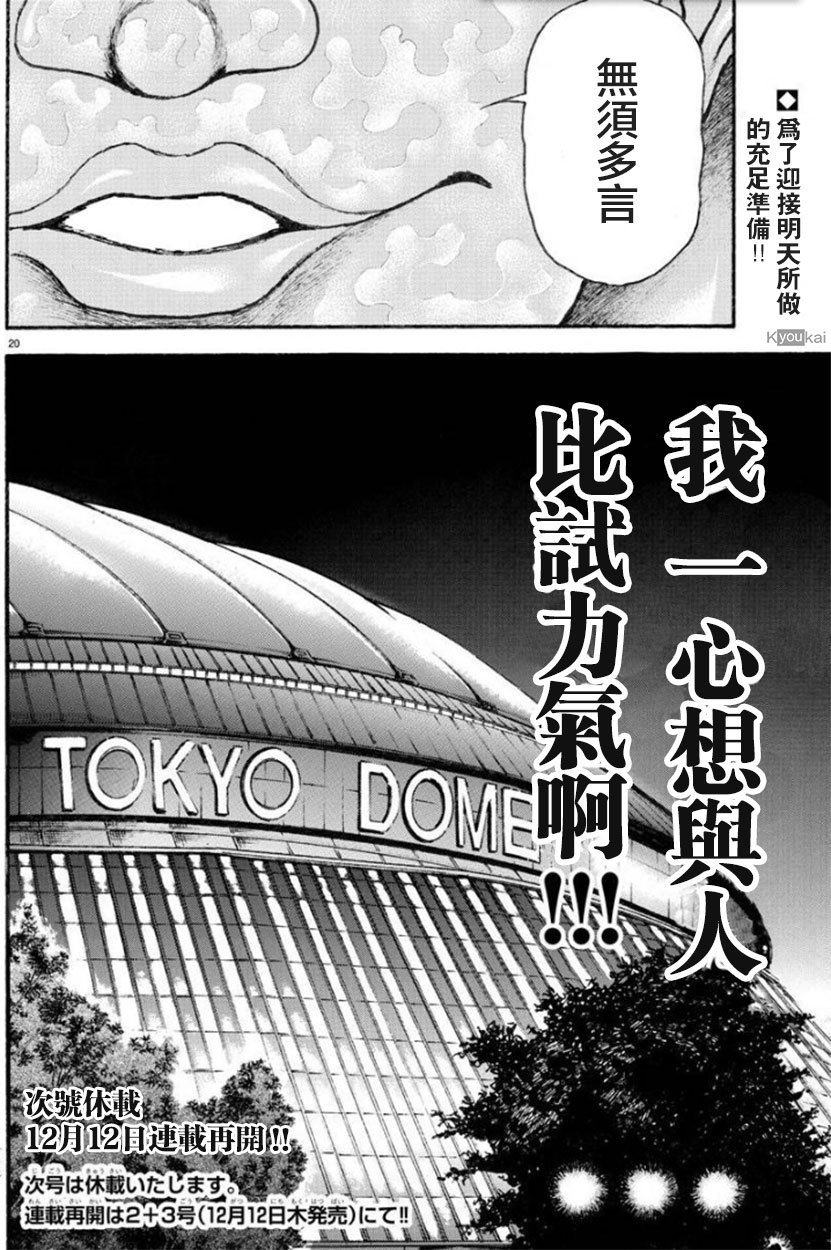 ◆爲了迎接明天所做
的充足準備!!
Kyoukai
無須多言
20
我一心想與人
比試力氣啊!!!
TOKYO DOME
次號休載
12月12日連載再開!!
次号は休載いたします。
連載再開は2+3号(12月12日木発売)にて!!